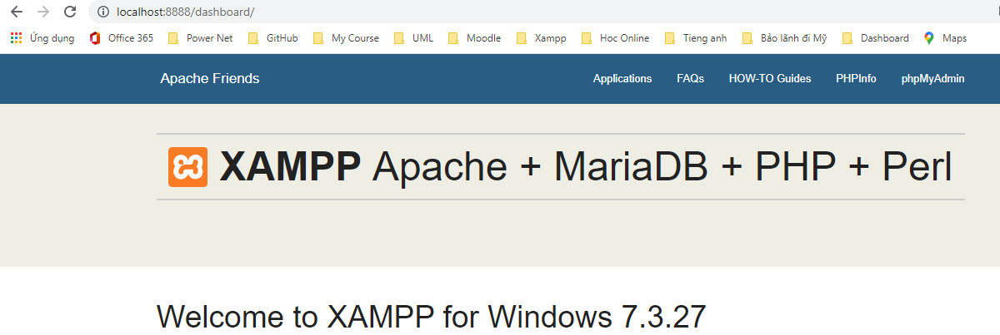 localhost:8888/dashboard/
Ứng dụng Office 365 Power Net GitHub My Course UML Moodle Xampp Hoc Online Tieng anh Bảo lãnh đi Mỹ Dashboard Maps
Apache Friends Applications FAQs HOW-TO Guides PHPInfo phpMyAdmin
XAMPP Apache + MariaDB + PHP + Perl
Welcome to XAMPP for Windows 7.3.27